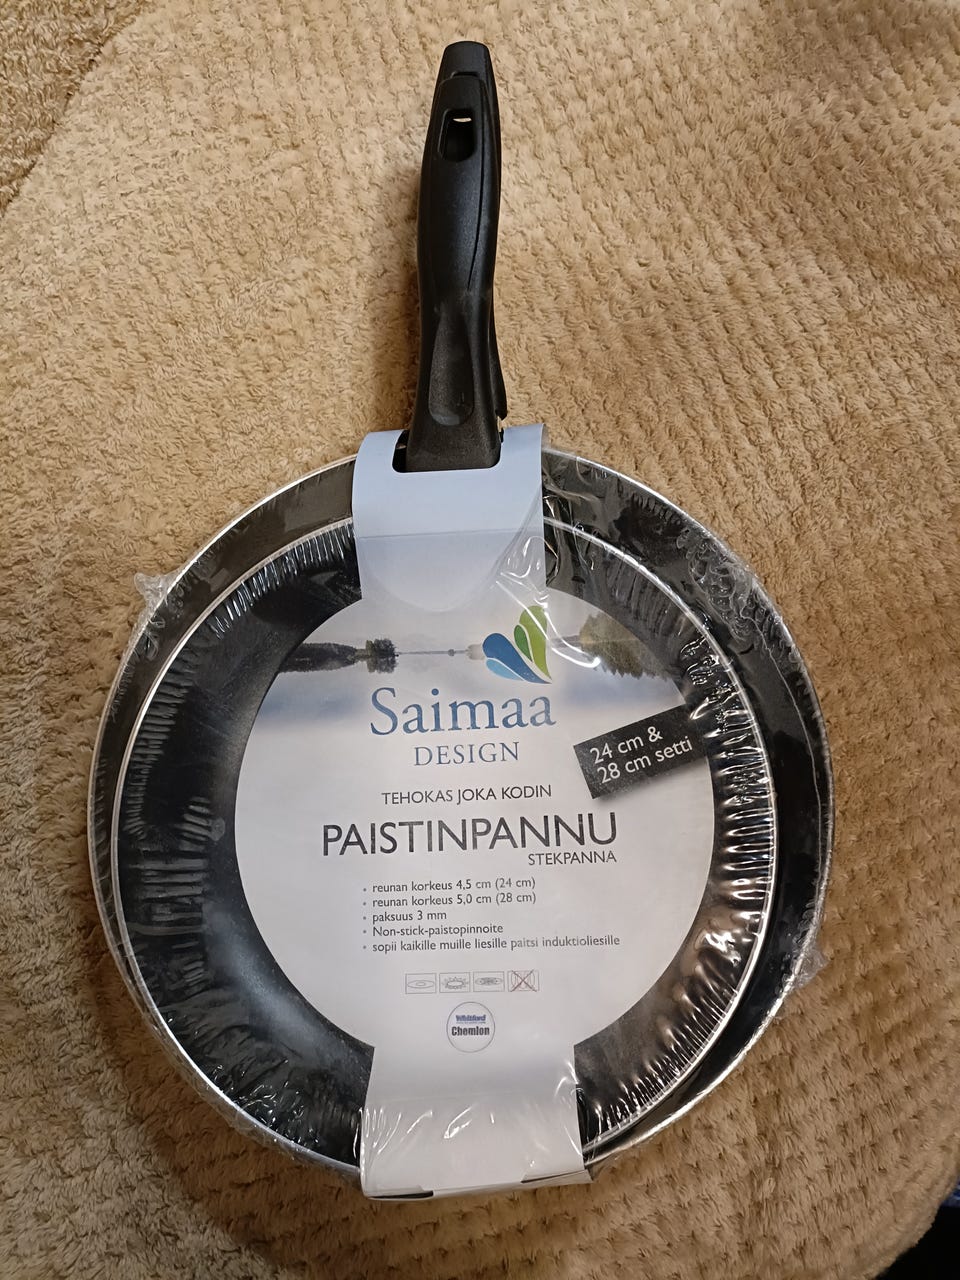 Saimaa
DESIGN
24 cm &
28 cm setti
TEHOKAS JOKA KODIN
PAISTINPANNU
STEKPANNA
• reunan korkeus 4,5 cm (24 cm)
• reunan korkeus 5,0 cm (28 cm)
• paksuus 3 mm
• Non-stick-paistopinnoite
• sopii kaikille muille liesille paitsi induktioliesille
Whitford
Chemlon